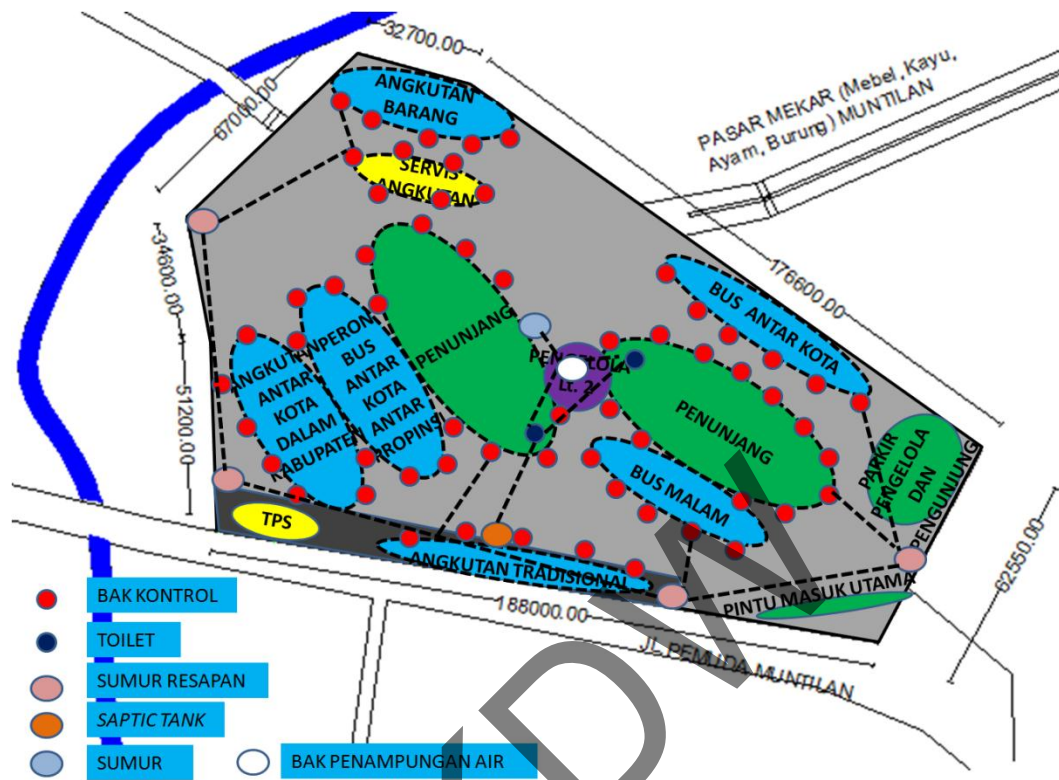 32700.00
67000.00
ANGKUTAN
BARANG
SERVIS
ANGKUTAN
PASAR MEKAR (Mebel, Kayu,
Ayam, Burung) MUNTILAN
34600.00
51200.00
176600.00
BUS ANTAR KOTA
PENUNJANG
PENGELOLA
Lt. 2
PENUNJANG
ANGKUTAN
ANTAR
KOTA
DALAM
KABUPATEN
PERON
BUS
ANTAR
KOTA
ANTAR
PROPINSI
BUS MALAM
PARKIR
PENGELOLA
DAN
PENGUNJUNG
TPS
ANGKUTAN TRADISIONAL
PINTU MASUK UTAMA
62550.00
188000.00
JL PEMUDA MUNTILAN
BAK KONTROL
TOILET
SUMUR RESAPAN
SAPTIC TANK
SUMUR
BAK PENAMPUNGAN AIR